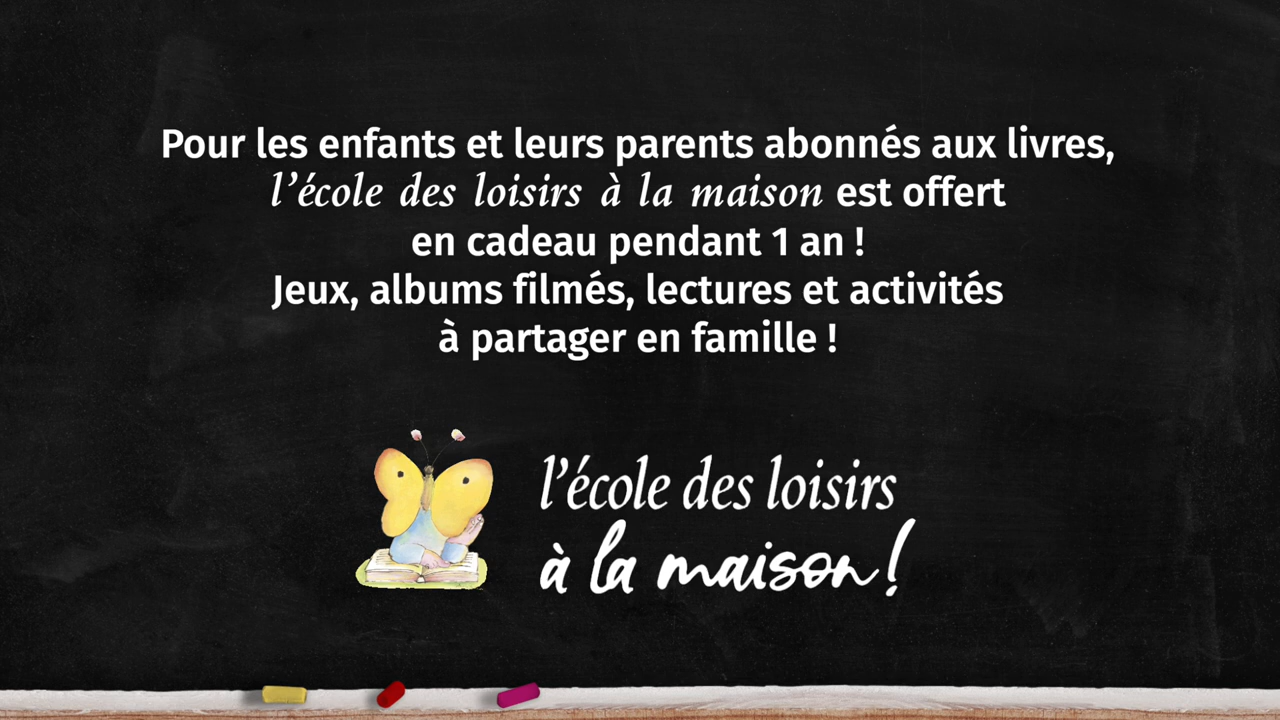 Pour les enfants et leurs parents abonnés aux livres,
l'école des loisirs à la maison est offert
en cadeau pendant 1 an !
Jeux, albums filmés, lectures et activités
à partager en famille !
l'école des loisirs
à la maison !